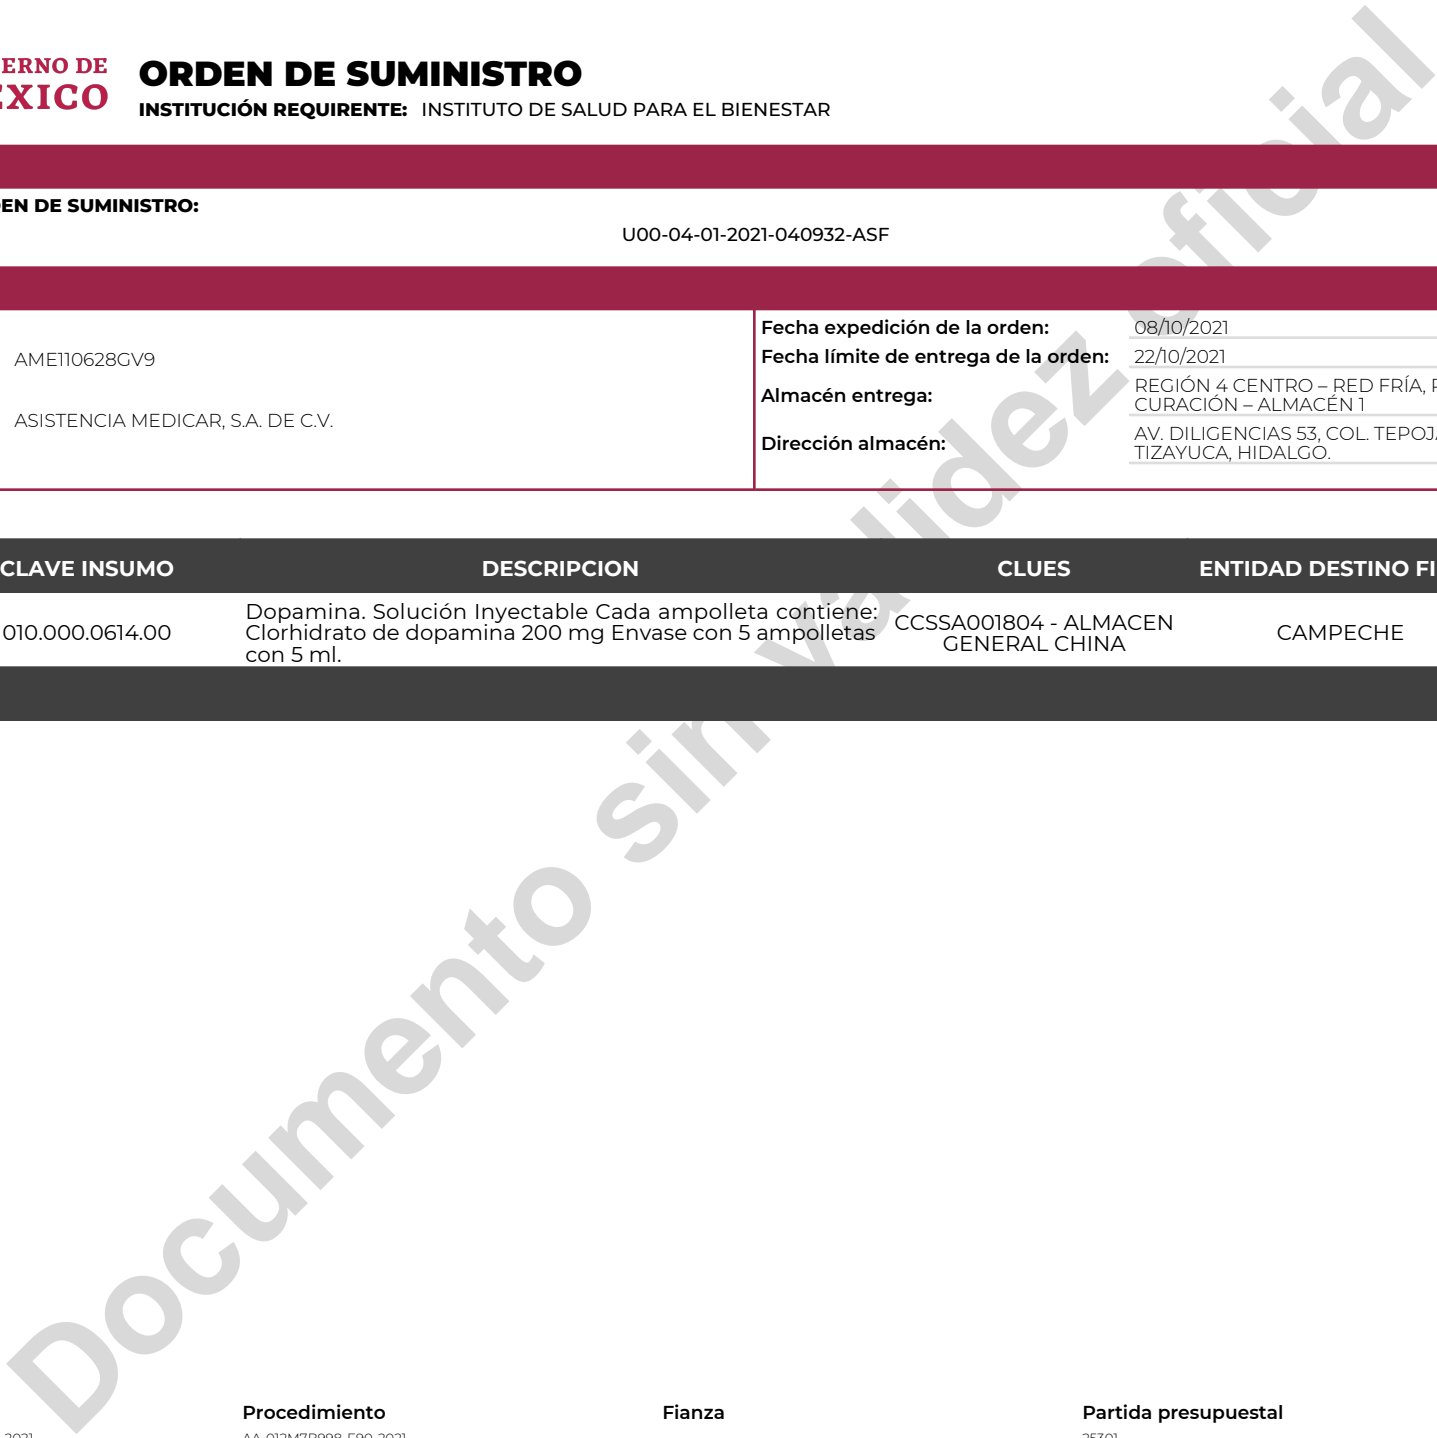 ERNO DE
ÉXICO
ORDEN DE SUMINISTRO
INSTITUCIÓN REQUIRENTE: INSTITUTO DE SALUD PARA EL BIENESTAR
EN DE SUMINISTRO:
U00-04-01-2021-040932-ASF
AME110628GV9
ASISTENCIA MEDICAR, S.A. DE C.V.
Fecha expedición de la orden: 08/10/2021
Fecha límite de entrega de la orden: 22/10/2021
Almacén entrega: REGIÓN 4 CENTRO – RED FRÍA,
CURACIÓN – ALMACÉN 1
Dirección almacén: AV. DILIGENCIAS 53, COL. TEPOJ
TIZAYUCA, HIDALGO.
CLAVE INSUMO DESCRIPCION CLUES ENTIDAD DESTINO FI
010.000.0614.00
Dopamina. Solución Inyectable Cada ampolleta contiene:
Clorhidrato de dopamina 200 mg Envase con 5 ampolletas
con 5 ml.
CCSSA001804 - ALMACEN
GENERAL CHINA
CAMPECHE
Documento sin validez oficial
Procedimiento Fianza Partida presupuestal